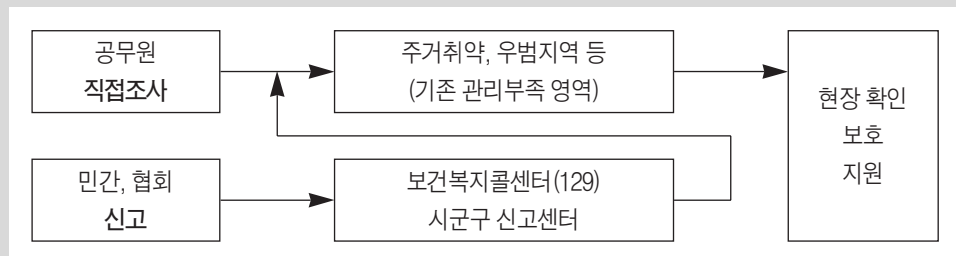 공무원
직접조사
주거취약, 우범지역 등
(기존 관리부족 영역)
현장 확인
보호
지원
민간, 협회
신고
보건복지콜센터(129)
시군구 신고센터